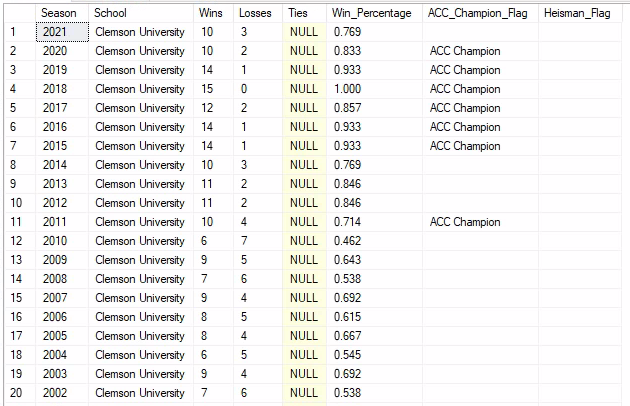 Season School Wins Losses Ties Win_Percentage ACC_Champion_Flag Heisman_Flag
1 2021 Clemson University 10 3 NULL 0.769
2 2020 Clemson University 10 2 NULL 0.833 ACC Champion
3 2019 Clemson University 14 1 NULL 0.933 ACC Champion
4 2018 Clemson University 15 0 NULL 1.000 ACC Champion
5 2017 Clemson University 12 2 NULL 0.857 ACC Champion
6 2016 Clemson University 14 1 NULL 0.933 ACC Champion
7 2015 Clemson University 14 1 NULL 0.933 ACC Champion
8 2014 Clemson University 10 3 NULL 0.769
9 2013 Clemson University 11 2 NULL 0.846
10 2012 Clemson University 11 2 NULL 0.846
11 2011 Clemson University 10 4 NULL 0.714 ACC Champion
12 2010 Clemson University 6 7 NULL 0.462
13 2009 Clemson University 9 5 NULL 0.643
14 2008 Clemson University 7 6 NULL 0.538
15 2007 Clemson University 9 4 NULL 0.692
16 2006 Clemson University 8 5 NULL 0.615
17 2005 Clemson University 8 4 NULL 0.667
18 2004 Clemson University 6 5 NULL 0.545
19 2003 Clemson University 9 4 NULL 0.692
20 2002 Clemson University 7 6 NULL 0.538